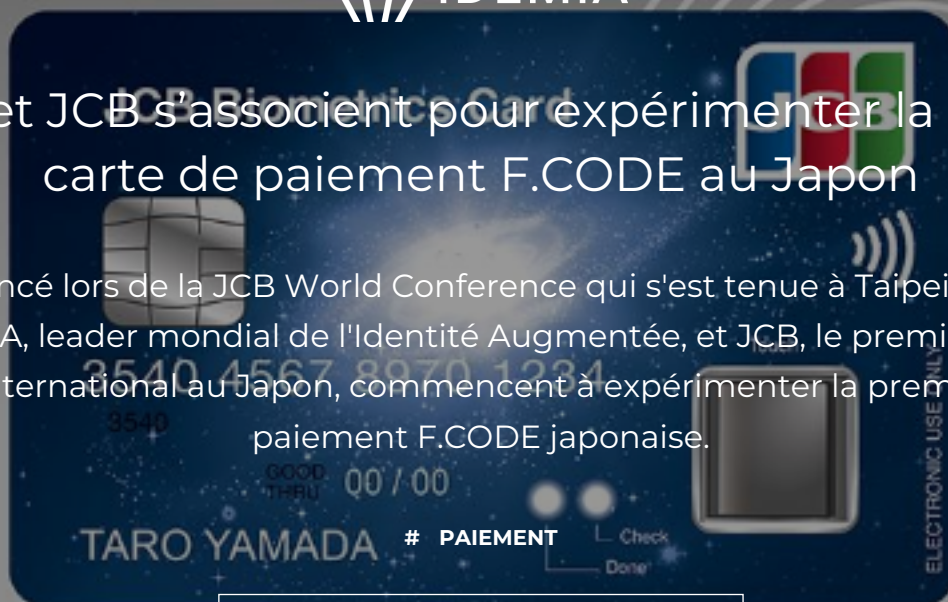 IDEMIA
JCB Biometrics Card
JCB
et JCB s’associent pour expérimenter la
carte de paiement F.CODE au Japon
ncé lors de la JCB World Conference qui s'est tenue à Taipei
A, leader mondial de l'Identité Augmentée, et JCB, le premi
ternational au Japon, commencent à expérimenter la prem
paiement F.CODE japonaise.
3540 4567 8970 1234
3540
GOOD THRU 00 / 00
TARO YAMADA
# PAIEMENT
Check
Done
ELECTRONIC USE ONLY